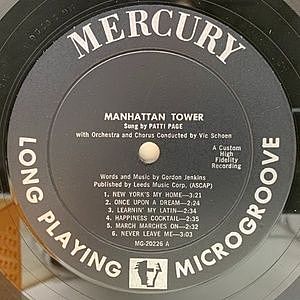 MERCURY
MANHATTAN TOWER
Sung by PATTI PAGE
with Orchestra and Chorus Conducted by Vic Schoen
A Custom
High
Fidelity
Recording
Words and Music by Gordon Jenkins
Published by Leeds Music Corp. (ASCAP)
1. NEW YORK'S MY HOME—3:21
2. ONCE UPON A DREAM—2:24
3. LEARNIN' MY LATIN—2:34
4. HAPPINESS COCKTAIL—2:35
5. MARCH MARCHES ON—2:52
6. NEVER LEAVE ME—3:03
MG-20226 A
LONG PLAYING MICROGROOVE